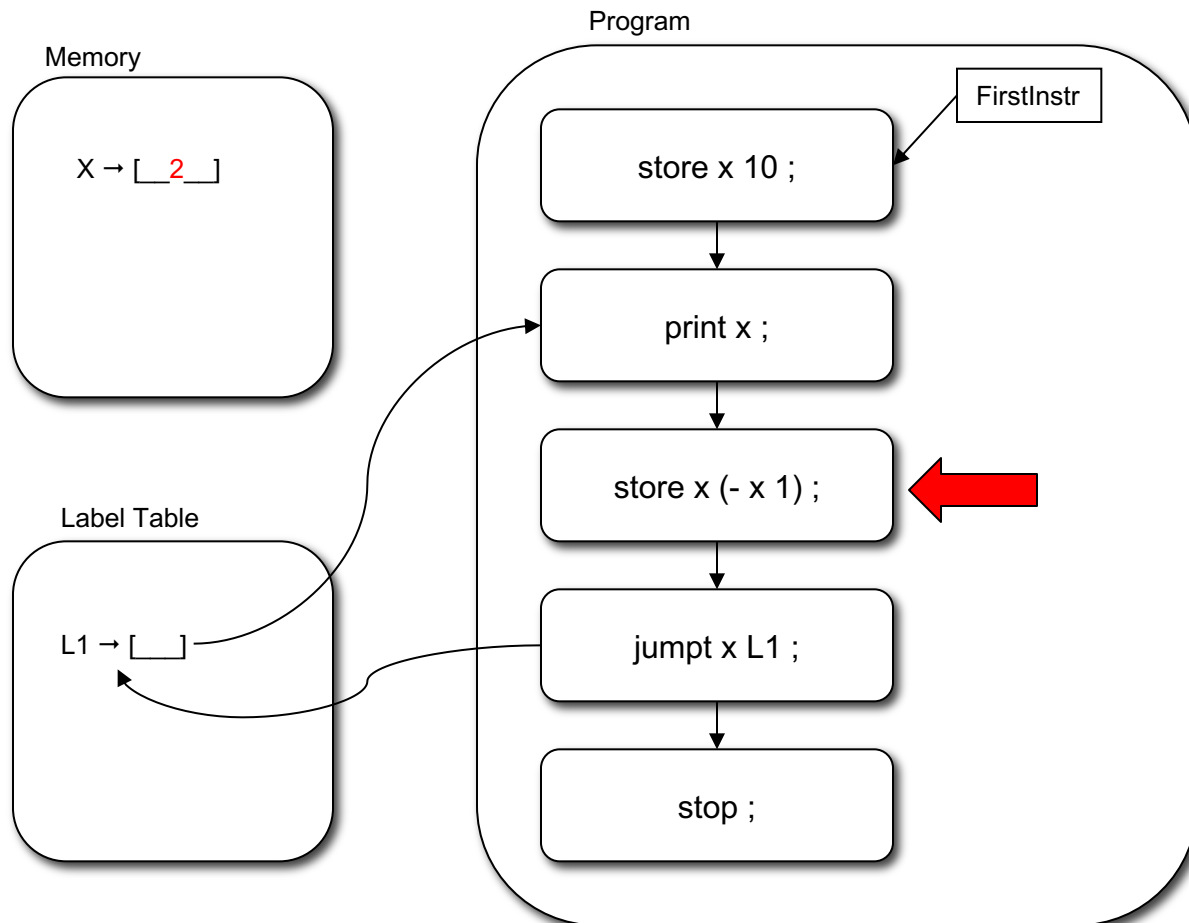 Program
Memory
FirstInstr
store x 10 ;
X → [__2__]
print x ;
store x (- x 1) ;
Label Table
L1 → [___]
jumpt x L1 ;
stop ;